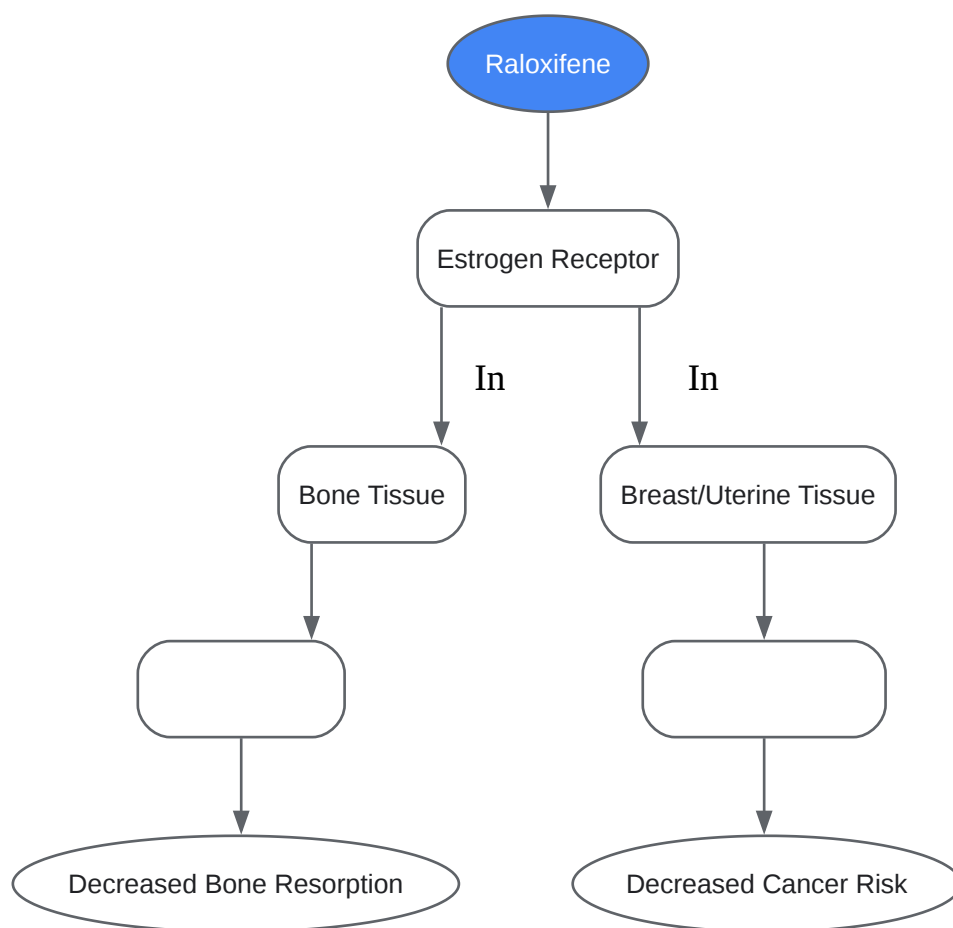 Raloxifene
Estrogen Receptor
In
In
Bone Tissue
Breast/Uterine Tissue
Decreased Bone Resorption
Decreased Cancer Risk